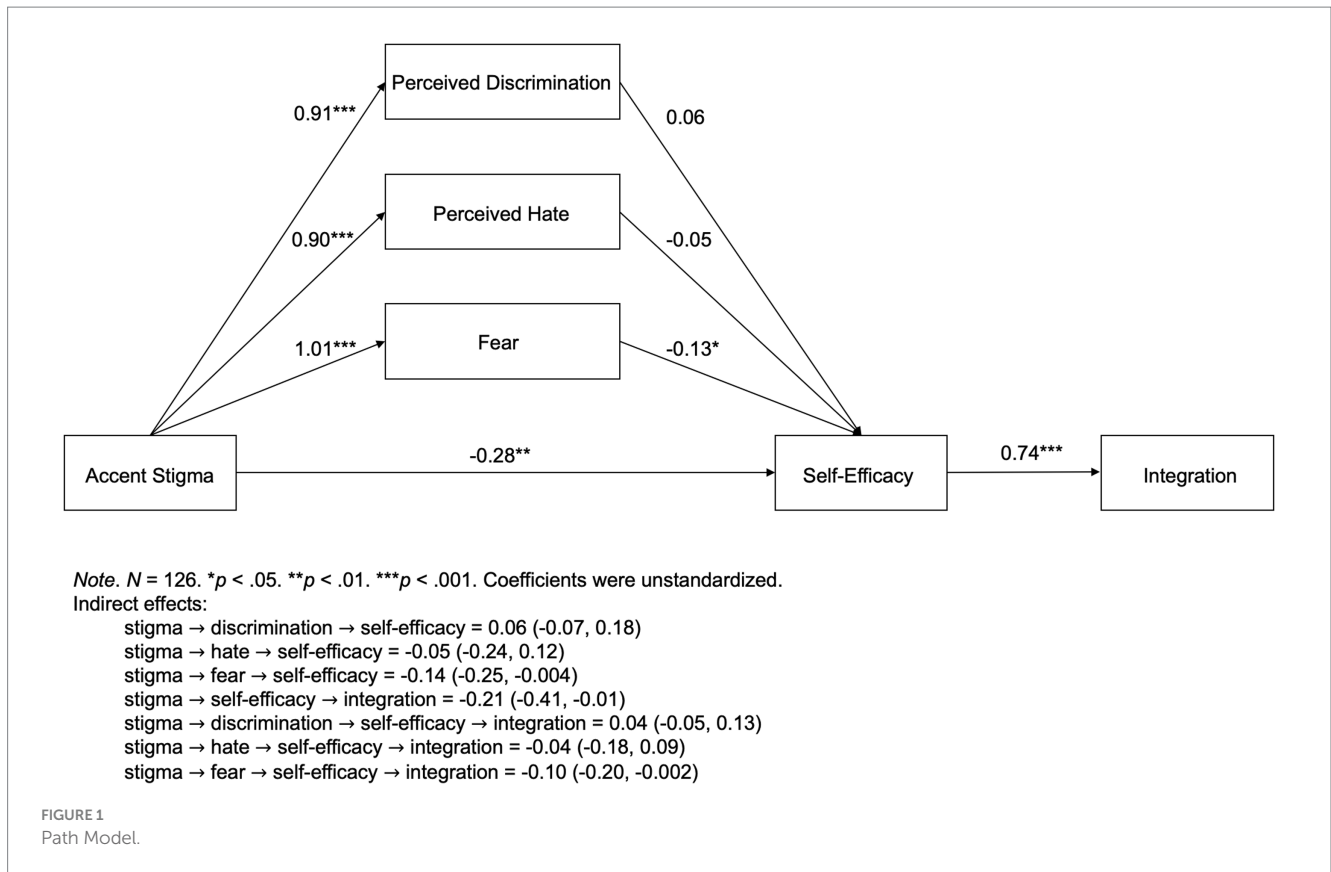 Perceived Discrimination
0.91***
0.06
Perceived Hate
0.90***
-0.05
Fear
1.01***
-0.13*
Accent Stigma
-0.28**
Self-Efficacy
0.74***
Integration
Note. N = 126. *p < .05. **p < .01. ***p < .001. Coefficients were unstandardized.
Indirect effects:
stigma → discrimination → self-efficacy = 0.06 (-0.07, 0.18)
stigma → hate → self-efficacy = -0.05 (-0.24, 0.12)
stigma → fear → self-efficacy = -0.14 (-0.25, -0.004)
stigma → self-efficacy → integration = -0.21 (-0.41, -0.01)
stigma → discrimination → self-efficacy → integration = 0.04 (-0.05, 0.13)
stigma → hate → self-efficacy → integration = -0.04 (-0.18, 0.09)
stigma → fear → self-efficacy → integration = -0.10 (-0.20, -0.002)
FIGURE 1
Path Model.